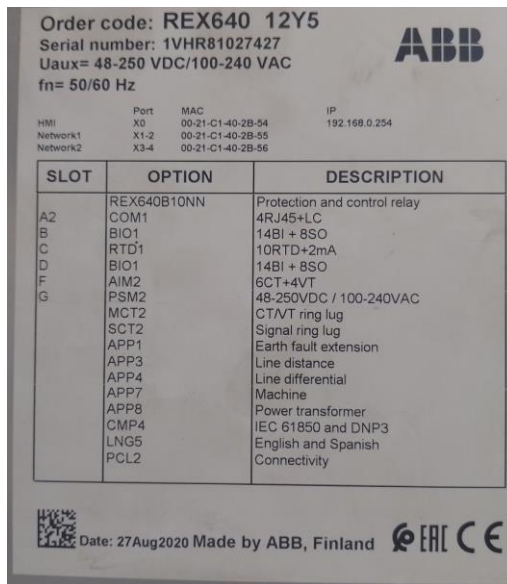 Order code: REX640 12Y5
ABB
Serial number: 1VHR81027427
Uaux= 48-250 VDC/100-240 VAC
fn= 50/60 Hz
Port MAC IP
HMI X0 00-21-C1-40-2B-54 192.168.0.254
Network1 X1-2 00-21-C1-40-2B-55
Network2 X3-4 00-21-C1-40-2B-56
SLOT OPTION DESCRIPTION
REX640B10NN Protection and control relay
A2 COM1 4RJ45+LC
B BIO1 14BI + 8SO
C RTD1 10RTD+2mA
D BIO1 14BI + 8SO
F AIM2 6CT+4VT
G PSM2 48-250VDC / 100-240VAC
MCT2 CT/VT ring lug
SCT2 Signal ring lug
APP1 Earth fault extension
APP3 Line distance
APP4 Line differential
APP7 Machine
APP8 Power transformer
CMP4 IEC 61850 and DNP3
LNG5 English and Spanish
PCL2 Connectivity
Date: 27Aug2020 Made by ABB, Finland EAC CE